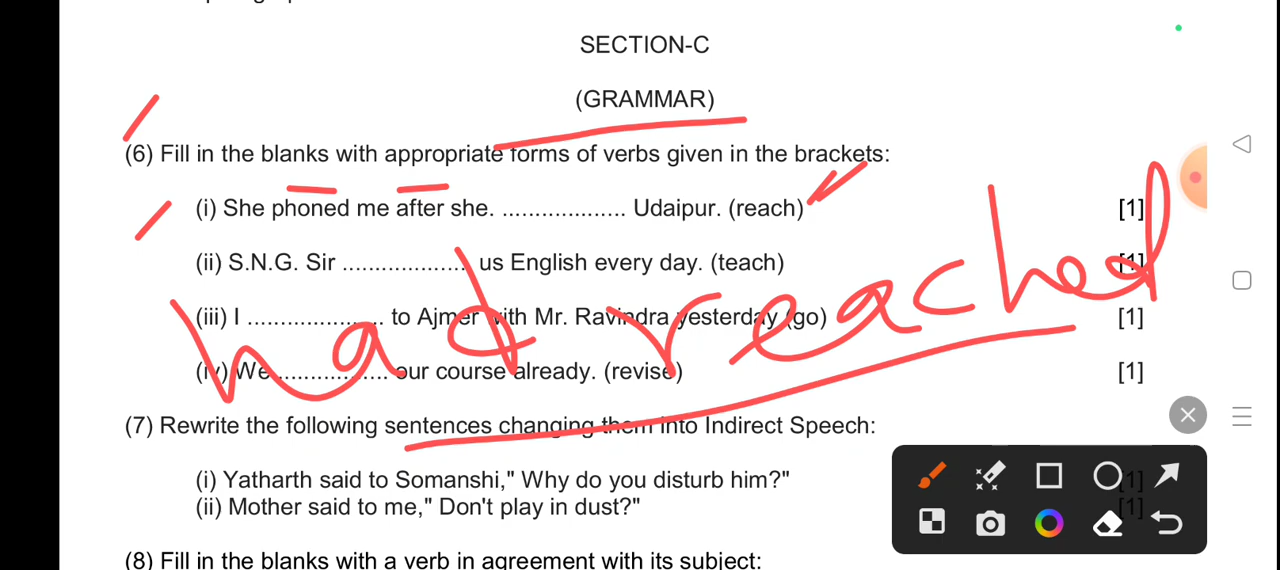 SECTION-C
(GRAMMAR)
(6) Fill in the blanks with appropriate forms of verbs given in the brackets:
(i) She phoned me after she. ................... Udaipur. (reach) [1]
(ii) S.N.G. Sir ................... us English every day. (teach) [1]
(iii) I ..................... to Ajmer with Mr. Ravindra yesterday (go) [1]
had reached
(iv) We ................. our course already. (revise) [1]
(7) Rewrite the following sentences changing them into Indirect Speech:
(i) Yatharth said to Somanshi," Why do you disturb him?" [1]
(ii) Mother said to me," Don't play in dust?" [1]
(8) Fill in the blanks with a verb in agreement with its subject: